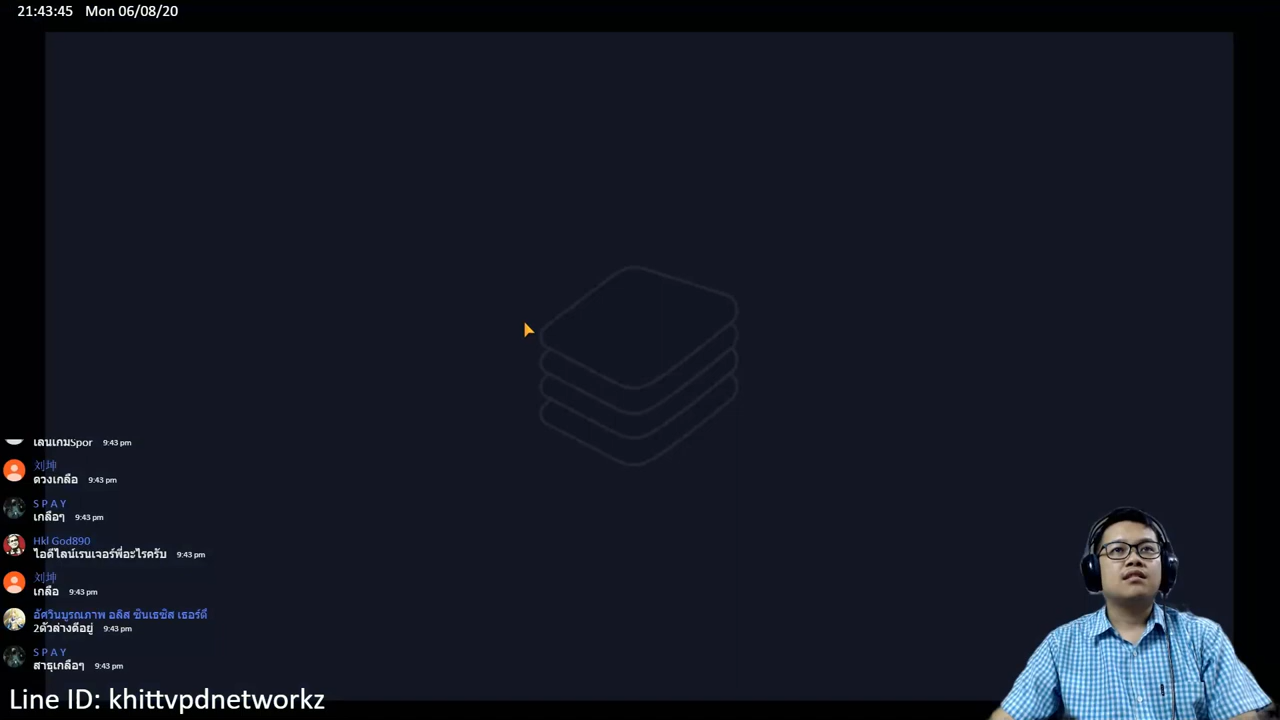 21:43:45 Mon 06/08/20
เล่นเกมSpor 9:43 pm
刘坤
ดวงเกลือ 9:43 pm
S P A Y
เกลือๆ 9:43 pm
Hkl God890
ไอดีไลน์เรนเจอร์พี่อะไรครับ 9:43 pm
刘坤
เกลือ 9:43 pm
อัศวินบูรณภาพ อลิส ซินเธซิส เธอร์ตี้
2ตัวล่างดีอยู่ 9:43 pm
S P A Y
สาธุเกลือๆ 9:43 pm
Line ID: khittvpdnetworkz